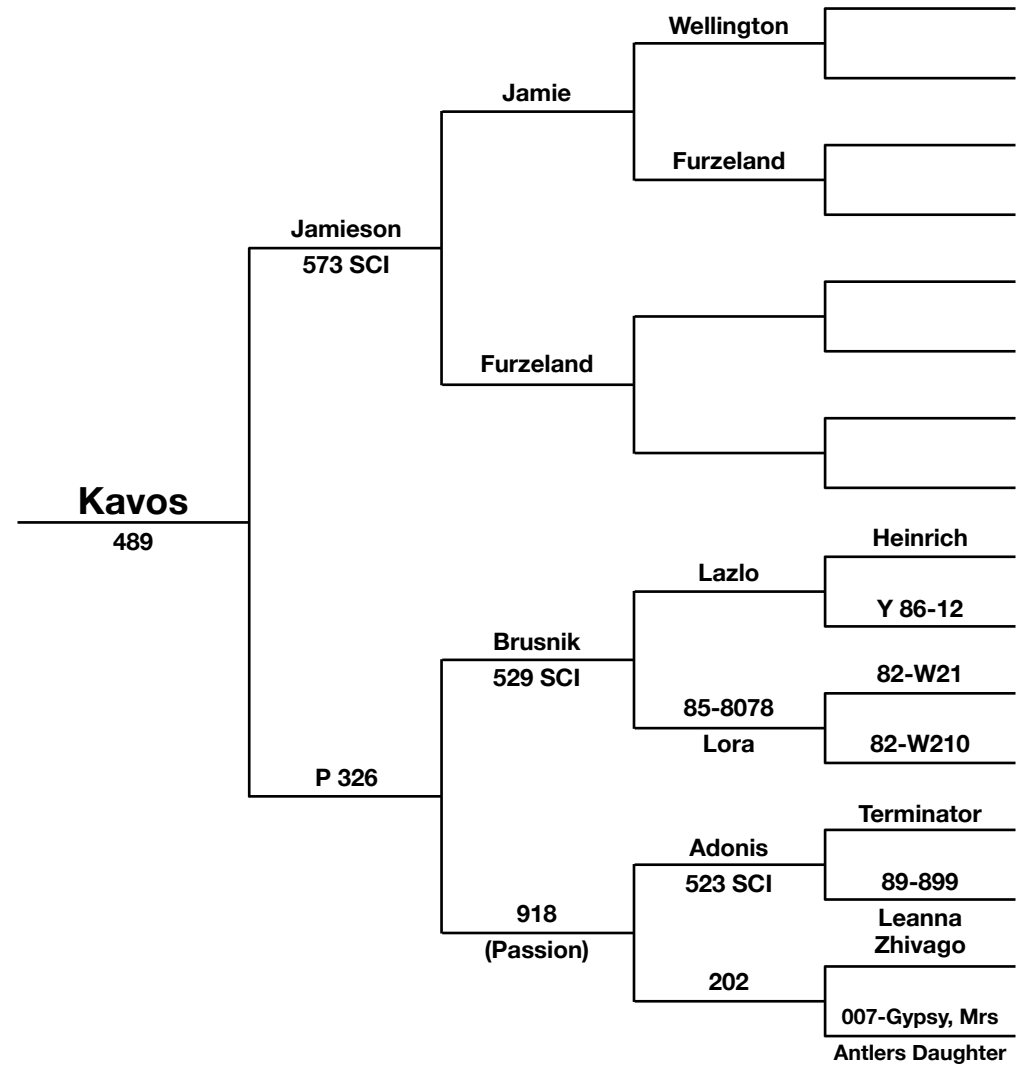 Wellington
Jamie
Furzeland
Jamieson
573 SCI
Furzeland
Kavos
489
Heinrich
Lazlo
Y 86-12
Brusnik
529 SCI
82-W21
85-8078
Lora
82-W210
P 326
Terminator
Adonis
523 SCI
89-899
Leanna
Zhivago
918
(Passion)
202
007-Gypsy, Mrs
Antlers Daughter